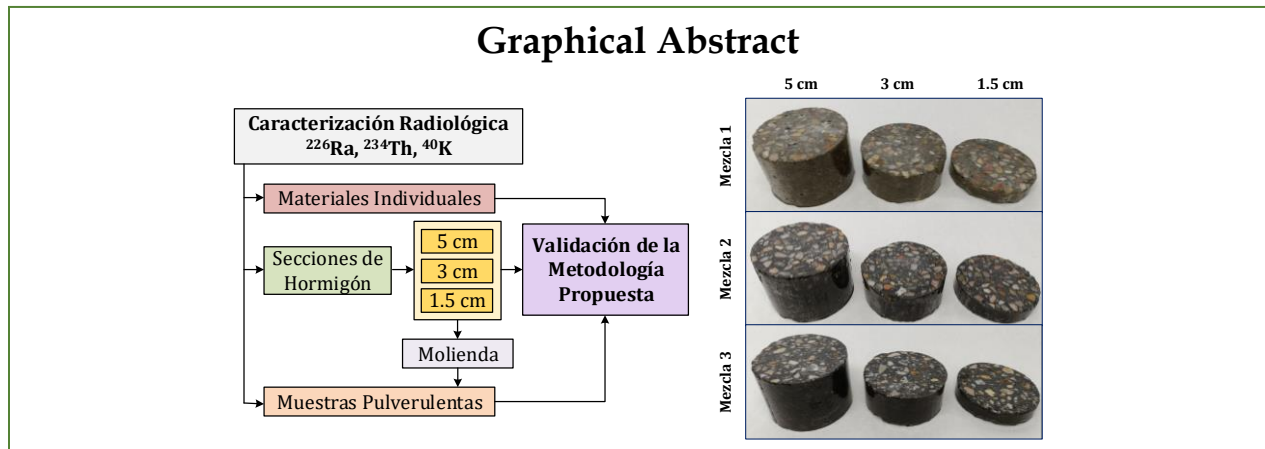 Graphical Abstract
Caracterización Radiológica
²²⁶Ra, ²³⁴Th, ⁴⁰K
Materiales Individuales
Secciones de
Hormigón
5 cm
3 cm
1.5 cm
Molienda
Muestras Pulverulentas
Validación de la
Metodología
Propuesta
5 cm
3 cm
1.5 cm
Mezcla 1
Mezcla 2
Mezcla 3